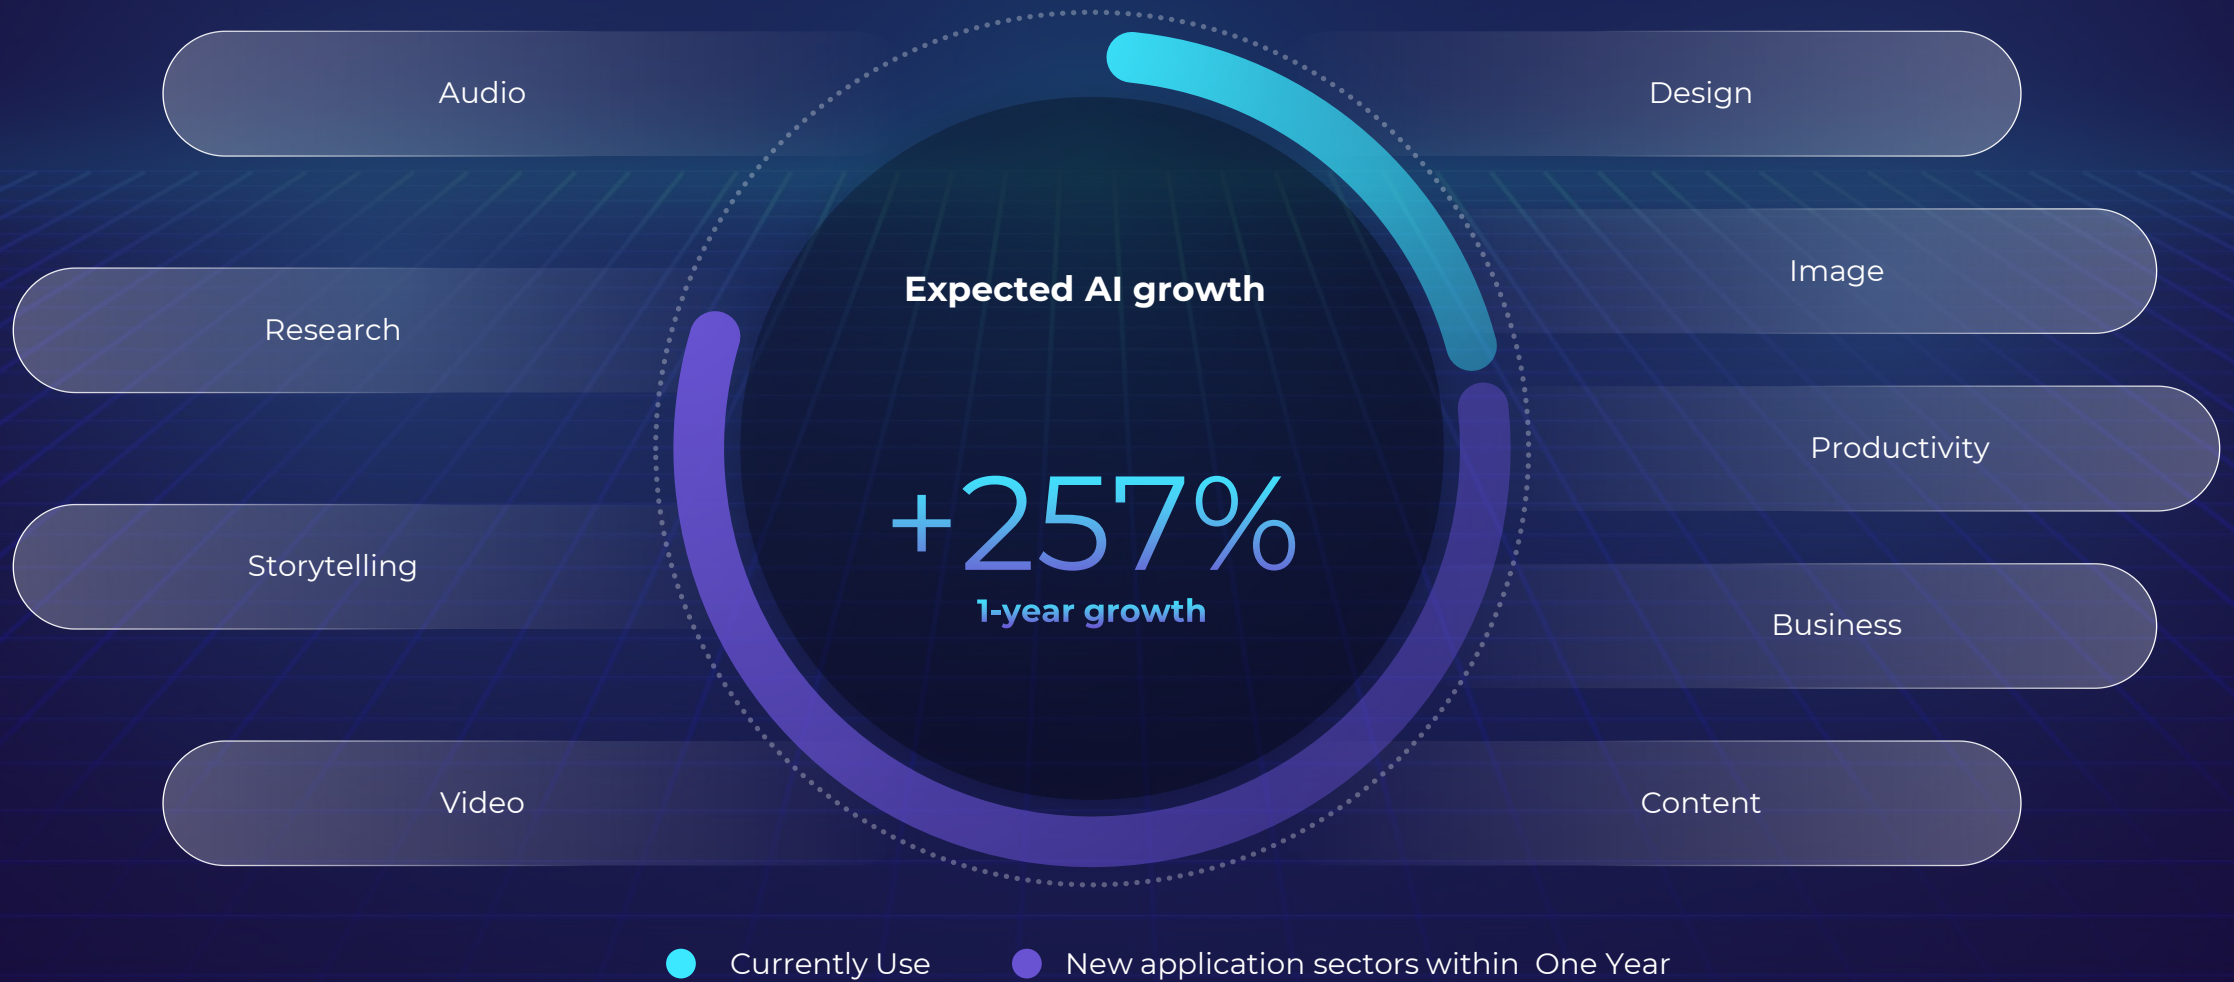 Audio
Research
Storytelling
Video
Expected AI growth
+257%
1-year growth
Design
Image
Productivity
Business
Content
Currently Use
New application sectors within One Year